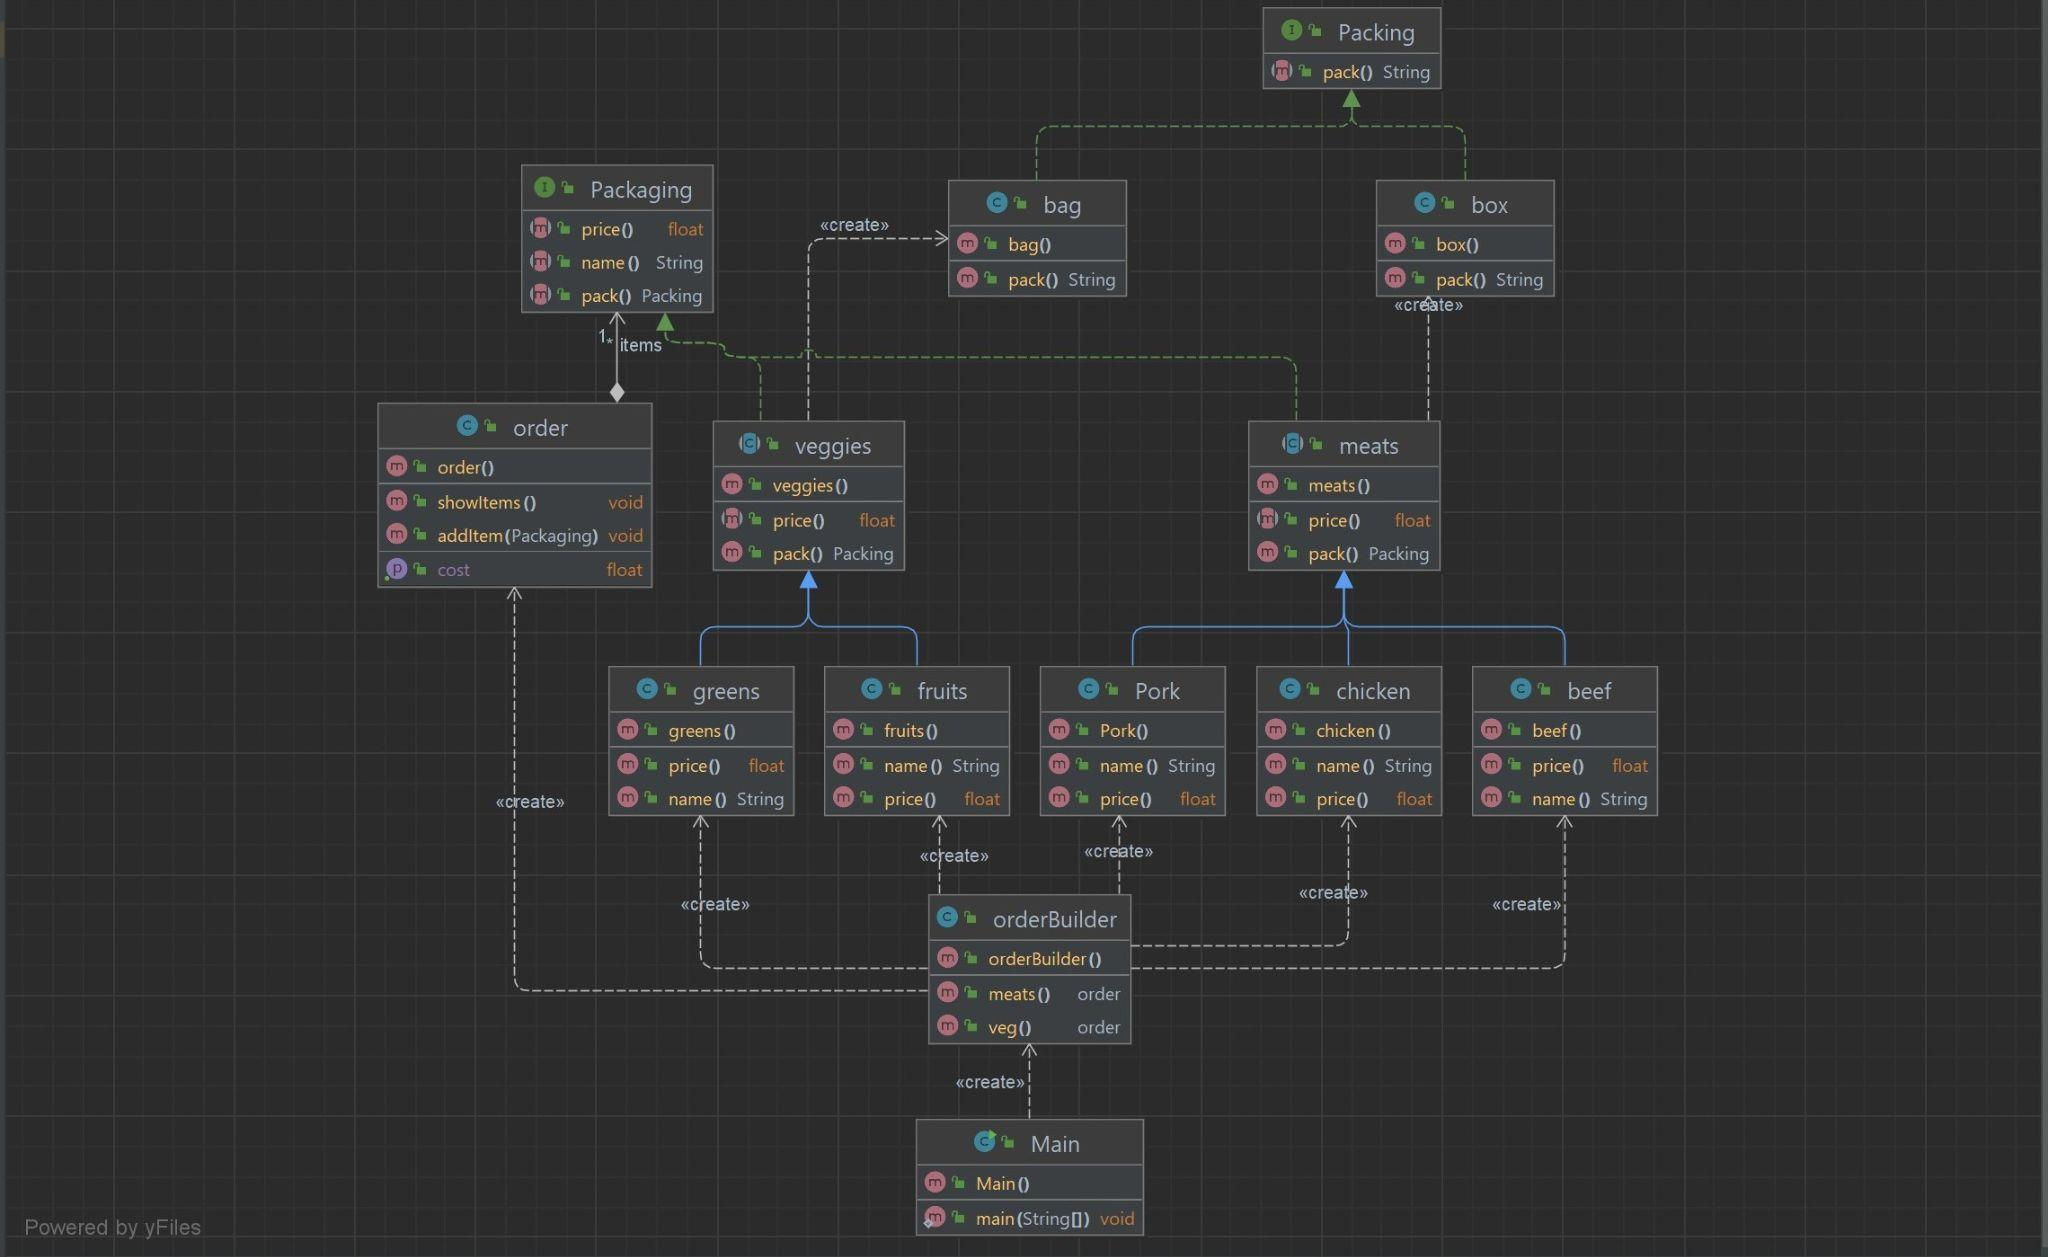 Packing
pack() String
Packaging
price() float
name() String
pack() Packing
bag
bag()
pack() String
box
box()
pack() String
«create»
«create»
1
* items
order
order()
showItems() void
addItem(Packaging) void
cost float
veggies
veggies()
price() float
pack() Packing
meats
meats()
price() float
pack() Packing
greens
greens()
price() float
name() String
fruits
fruits()
name() String
price() float
Pork
Pork()
name() String
price() float
chicken
chicken()
name() String
price() float
beef
beef()
price() float
name() String
«create»
«create»
«create»
«create»
«create»
«create»
orderBuilder
orderBuilder()
meats() order
veg() order
«create»
Main
Main()
main(String[]) void
Powered by yFiles